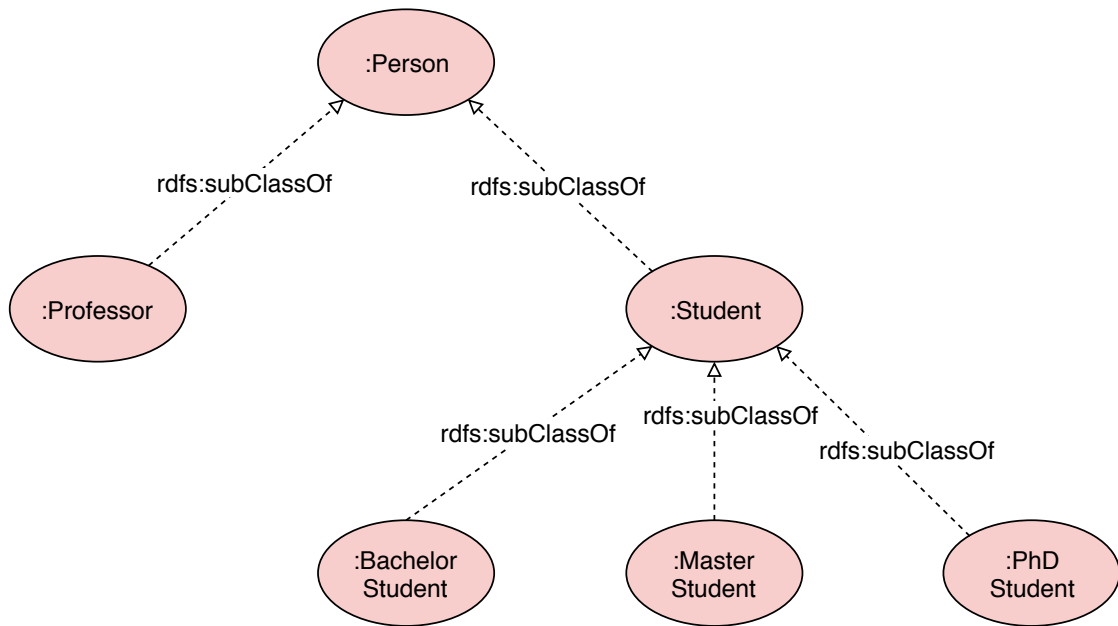 :Person
rdfs:subClassOf
rdfs:subClassOf
:Professor
:Student
rdfs:subClassOf
rdfs:subClassOf
rdfs:subClassOf
:Bachelor
Student
:Master
Student
:PhD
Student